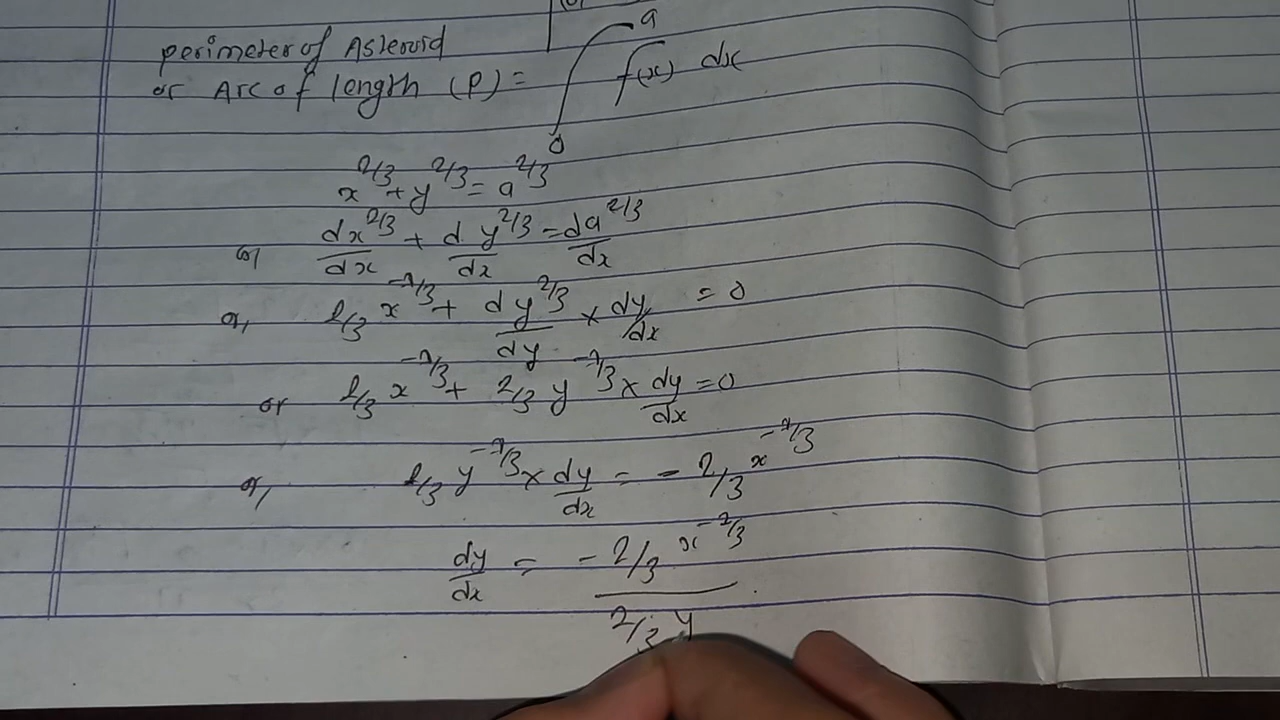 perimeter of Asteroid
or Arc of length (P) = ∫₀ᵃ f(x) dx
x^2/3 + y^2/3 = a^2/3
or dx^2/3/dx + d y^2/3/dx = da^2/3/dx
or, 2/3 x^-1/3 + d y^2/3/dy × dy/dx = 0
or 2/3 x^-1/3 + 2/3 y^-1/3 × dy/dx = 0
or, 2/3 y^-1/3 × dy/dx = - 2/3 x^-1/3
dy/dx = - 2/3 x^-1/3
2/3 y